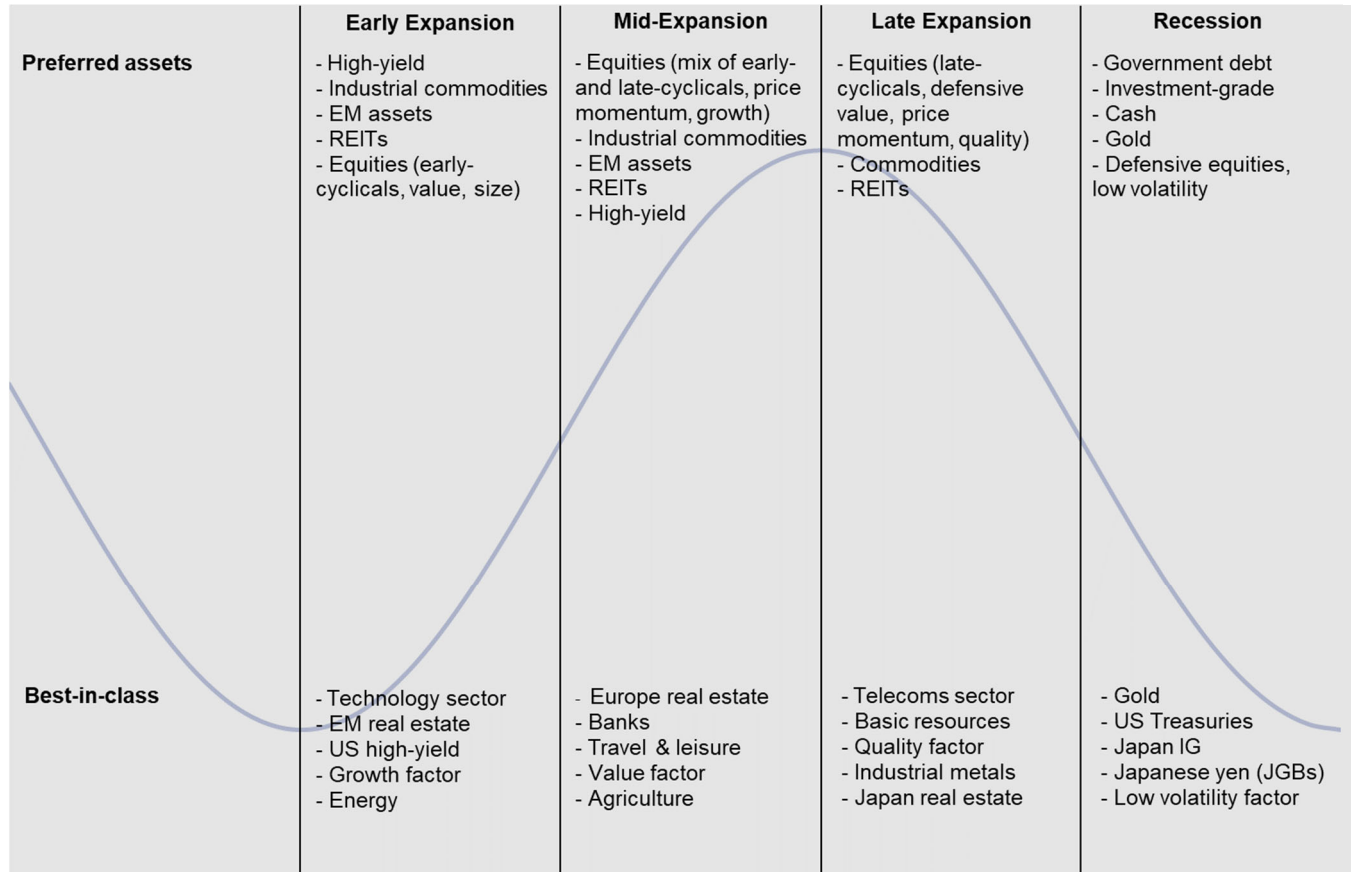 Early Expansion
Mid-Expansion
Late Expansion
Recession
Preferred assets
- High-yield
- Industrial commodities
- EM assets
- REITs
- Equities (early-
cyclicals, value, size)
- Equities (mix of early-
and late-cyclicals, price
momentum, growth)
- Industrial commodities
- EM assets
- REITs
- High-yield
- Equities (late-
cyclicals, defensive
value, price
momentum, quality)
- Commodities
- REITs
- Government debt
- Investment-grade
- Cash
- Gold
- Defensive equities,
low volatility
Best-in-class
- Technology sector
- EM real estate
- US high-yield
- Growth factor
- Energy
- Europe real estate
- Banks
- Travel & leisure
- Value factor
- Agriculture
- Telecoms sector
- Basic resources
- Quality factor
- Industrial metals
- Japan real estate
- Gold
- US Treasuries
- Japan IG
- Japanese yen (JGBs)
- Low volatility factor